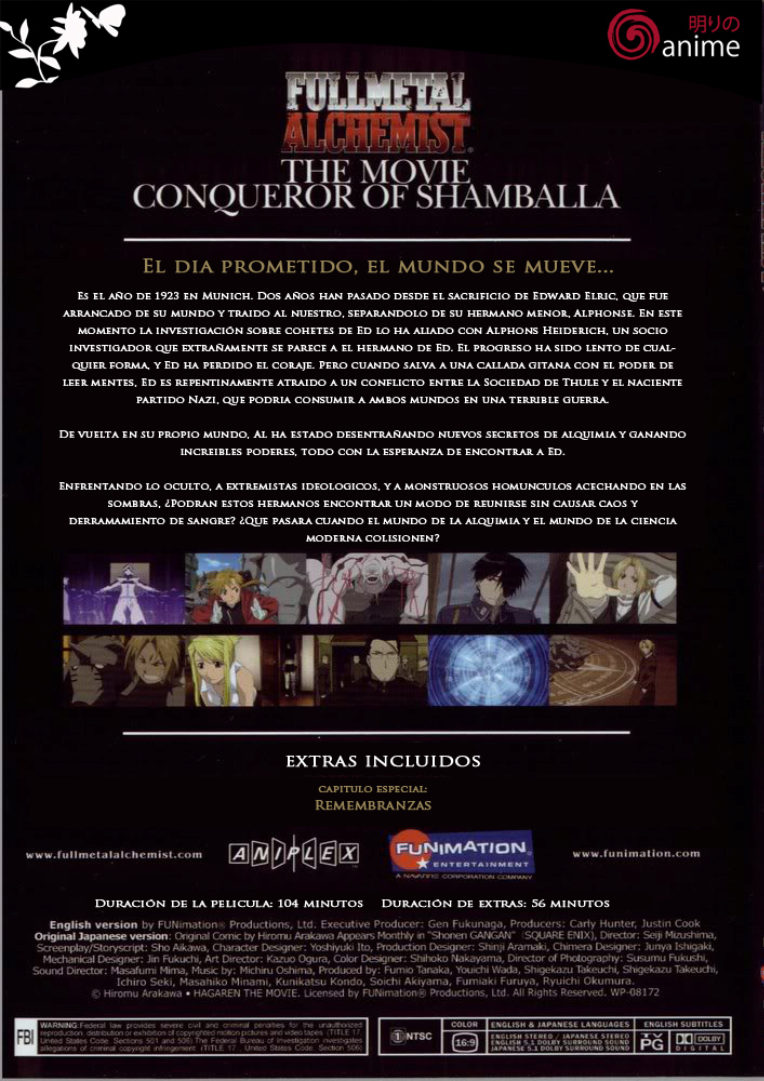 明りの
anime
FULLMETAL
ALCHEMIST
THE MOVIE
CONQUEROR OF SHAMBALLA
El dia prometido, el mundo se mueve...
Es el año de 1923 en Munich. Dos años han pasado desde el sacrificio de Edward Elric, que fue
arrancado de su mundo y traido al nuestro, separandolo de su hermano menor, Alphonse. En este
momento la investigación sobre cohetes de Ed lo ha aliado con Alphons Heiderich, un socio
investigador que extrañamente se parece a el hermano de Ed. El progreso ha sido lento de cual-
quier forma, y Ed ha perdido el coraje. Pero cuando salva a una callada gitana con el poder de
leer mentes, Ed es repentinamente atraido a un conflicto entre la Sociedad de Thule y el naciente
partido Nazi, que podria consumir a ambos mundos en una terrible guerra.
De vuelta en su propio mundo, Al ha estado desentrañando nuevos secretos de alquimia y ganando
increibles poderes, todo con la esperanza de encontrar a Ed.
Enfrentando lo oculto, a extremistas ideologicos, y a monstruosos homunculos acechando en las
sombras, ¿Podran estos hermanos encontrar un modo de reunirse sin causar caos y
derramamiento de sangre? ¿Que pasara cuando el mundo de la alquimia y el mundo de la ciencia
moderna colisionen?
EXTRAS INCLUIDOS
capitulo especial:
Remembranzas
www.fullmetalalchemist.com
ANIPLEX
FUNIMATION
ENTERTAINMENT
A NAVARRE CORPORATION COMPANY
www.funimation.com
Duración de la pelicula: 104 minutos Duración de extras: 56 minutos
English version by FUNimation® Productions, Ltd. Executive Producer: Gen Fukunaga, Producers: Carly Hunter, Justin Cook
Original Japanese version: Original Comic by Hiromu Arakawa Appears Monthly in "Shonen GANGAN" (SQUARE ENIX), Director: Seiji Mizushima,
Screenplay/Storyscript: Sho Aikawa, Character Designer: Yoshiyuki Ito, Production Designer: Shinji Aramaki, Chimera Designer: Junya Ishigaki,
Mechanical Designer: Jin Fukuchi, Art Director: Kazuo Ogura, Color Designer: Shihoko Nakayama, Director of Photography: Susumu Fukushi,
Sound Director: Masafumi Mima, Music by: Michiru Oshima, Produced by: Fumio Tanaka, Youichi Wada, Shigekazu Takeuchi, Shigekazu Takeuchi,
Ichiro Seki, Masahiko Minami, Kunikatsu Kondo, Soichi Akiyama, Fumiaki Furuya, Ryuichi Okumura.
© Hiromu Arakawa • HAGAREN THE MOVIE. Licensed by FUNimation® Productions, Ltd. All Rights Reserved. WP-08172
FBI
WARNING: Federal law provides severe civil and criminal penalties for the unauthorized
reproduction, distribution or exhibition of copyrighted motion pictures and video tapes (TITLE 17,
United States Code, Sections 501 and 506) The Federal Bureau of Investigation investigates
allegations of criminal copyright infringement (TITLE 17, United States Code, Section 506)
1 NTSC
COLOR
16:9
ENGLISH & JAPANESE LANGUAGES
ENGLISH STEREO / JAPANESE STEREO
ENGLISH 5.1 DOLBY SURROUND SOUND
JAPANESE 5.1 DOLBY SURROUND SOUND
ENGLISH SUBTITLES
TV
PG
DOLBY
DIGITAL